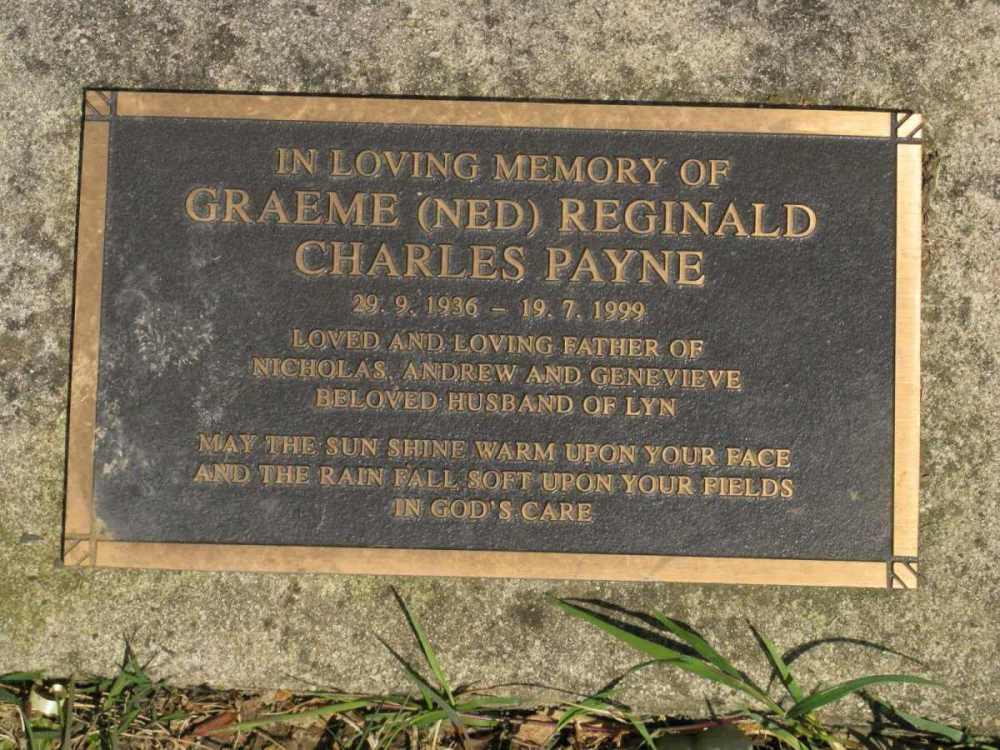 IN LOVING MEMORY OF
GRAEME (NED) REGINALD
CHARLES PAYNE
29. 9. 1936 – 19. 7. 1999
LOVED AND LOVING FATHER OF
NICHOLAS, ANDREW AND GENEVIEVE
BELOVED HUSBAND OF LYN
MAY THE SUN SHINE WARM UPON YOUR FACE
AND THE RAIN FALL SOFT UPON YOUR FIELDS
IN GOD'S CARE